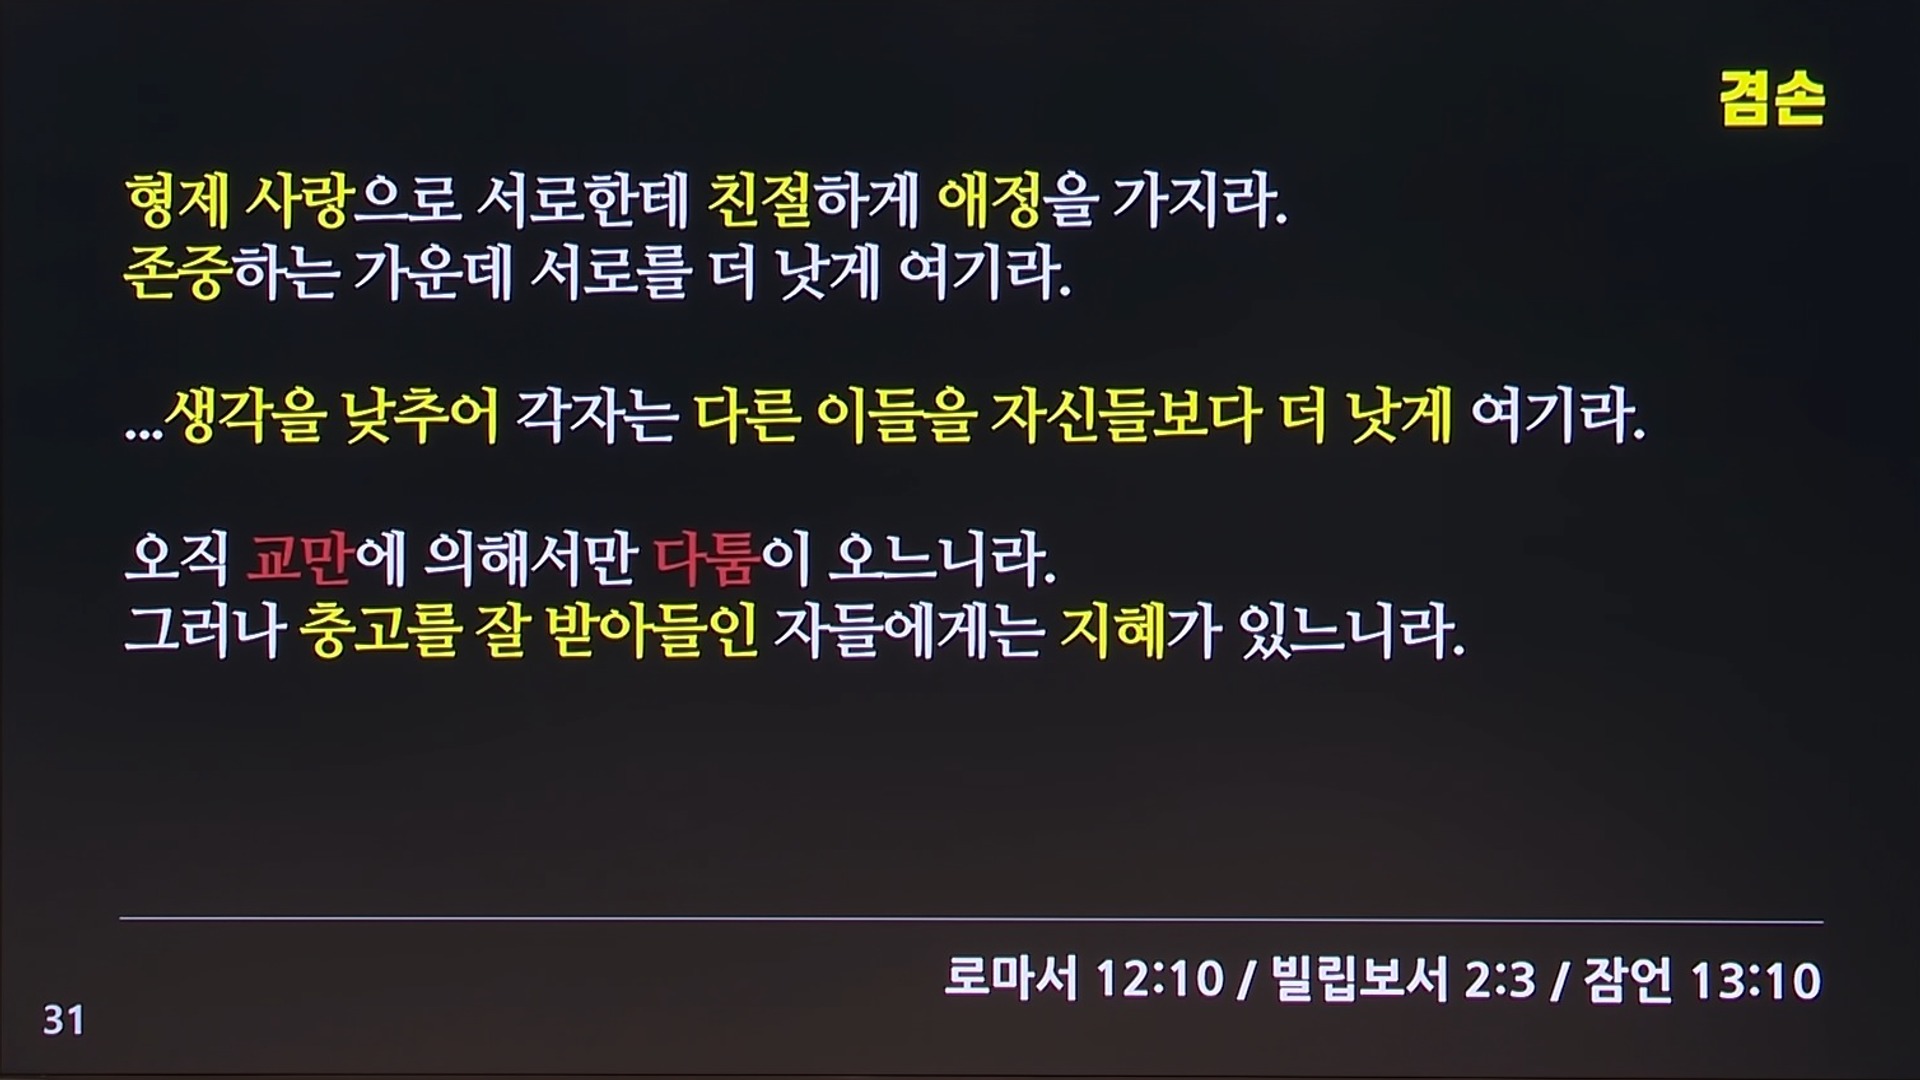 겸손
형제 사랑으로 서로한테 친절하게 애정을 가지라.
존중하는 가운데 서로를 더 낫게 여기라.
...생각을 낮추어 각자는 다른 이들을 자신들보다 더 낫게 여기라.
오직 교만에 의해서만 다툼이 오느니라.
그러나 충고를 잘 받아들인 자들에게는 지혜가 있느니라.
로마서 12:10 / 빌립보서 2:3 / 잠언 13:10
31